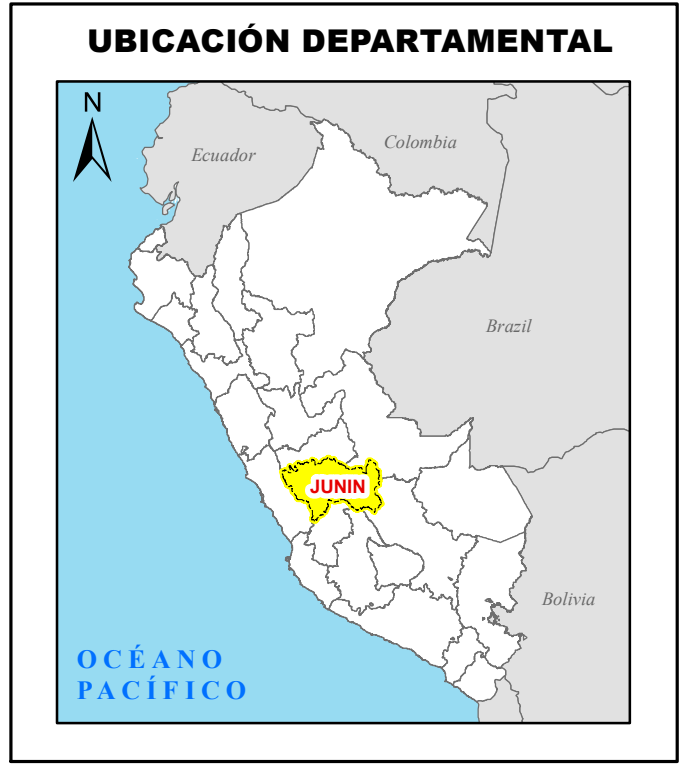 UBICACIÓN DEPARTAMENTAL
N
Ecuador
Colombia
Brazil
JUNIN
Bolivia
OCÉANO
PACÍFICO